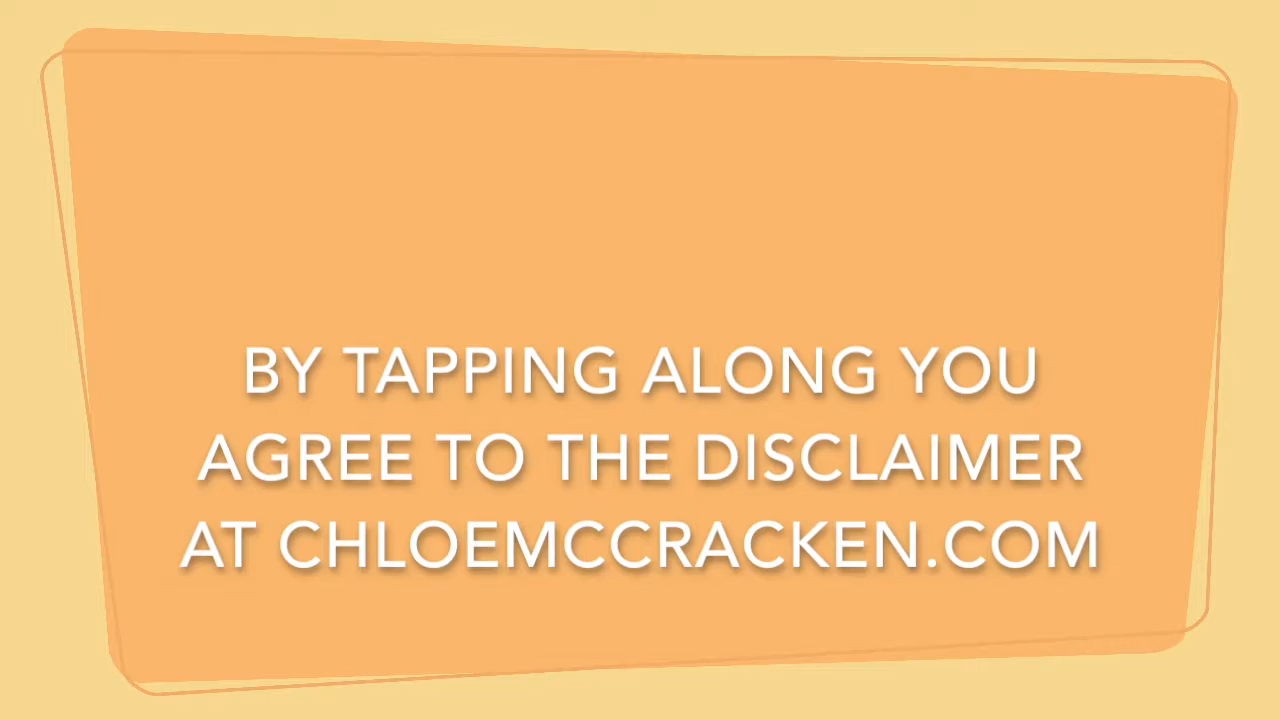 BY TAPPING ALONG YOU
AGREE TO THE DISCLAIMER
AT CHLOEMCCRACKEN.COM